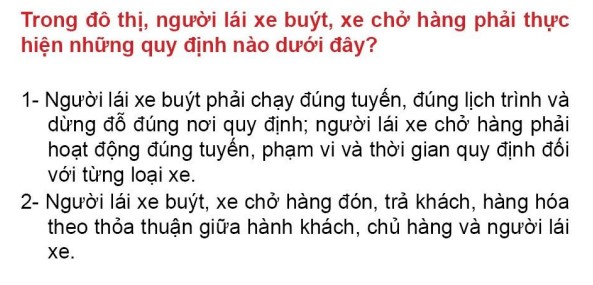 Trong đô thị, người lái xe buýt, xe chở hàng phải thực
hiện những quy định nào dưới đây?
1- Người lái xe buýt phải chạy đúng tuyến, đúng lịch trình và
dừng đỗ đúng nơi quy định; người lái xe chở hàng phải
hoạt động đúng tuyến, phạm vi và thời gian quy định đối
với từng loại xe.
2- Người lái xe buýt, xe chở hàng đón, trả khách, hàng hóa
theo thỏa thuận giữa hành khách, chủ hàng và người lái
xe.